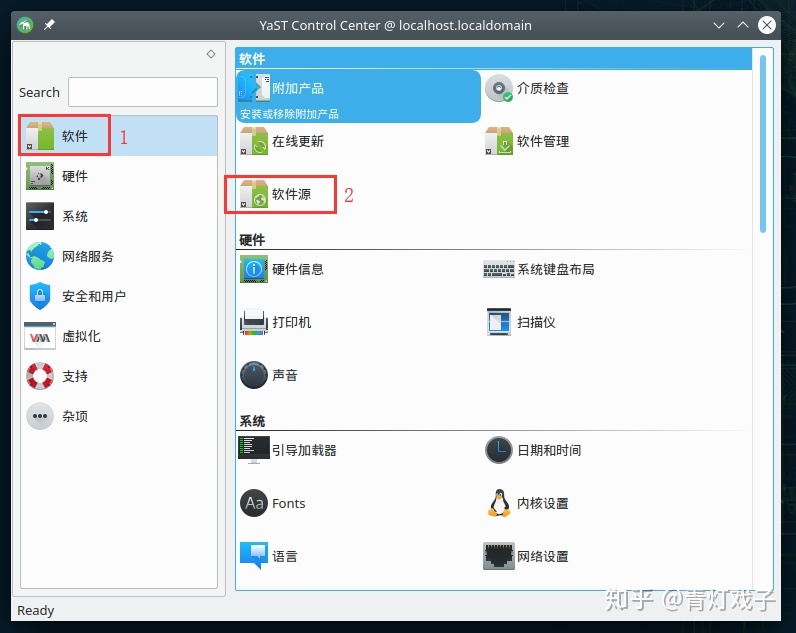 YaST Control Center @ localhost.localdomain
Search
软件 1
硬件
系统
网络服务
安全和用户
虚拟化
支持
杂项
软件
附加产品 介质检查
安装或移除附加产品
在线更新 软件管理
软件源 2
硬件
硬件信息 系统键盘布局
打印机 扫描仪
声音
系统
引导加载器 日期和时间
Aa Fonts 内核设置
语言 网络设置
Ready
知乎 @青灯戏子